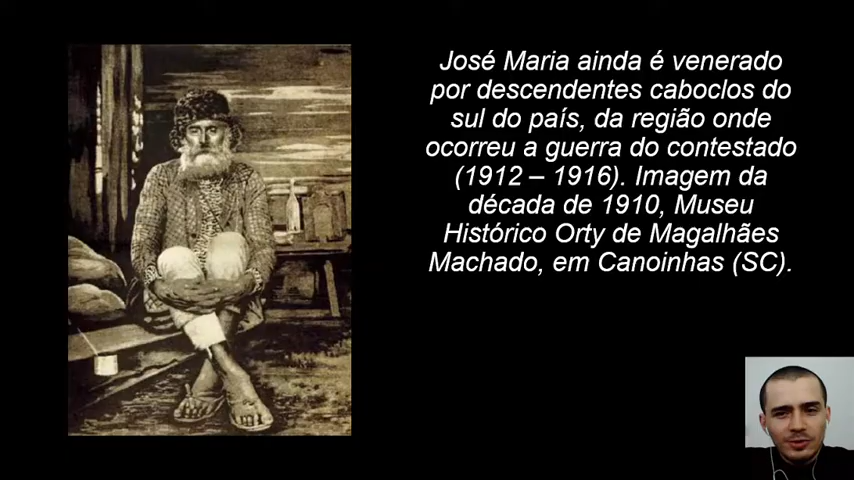 José Maria ainda é venerado
por descendentes caboclos do
sul do país, da região onde
ocorreu a guerra do contestado
(1912 – 1916). Imagem da
década de 1910, Museu
Histórico Orty de Magalhães
Machado, em Canoinhas (SC).